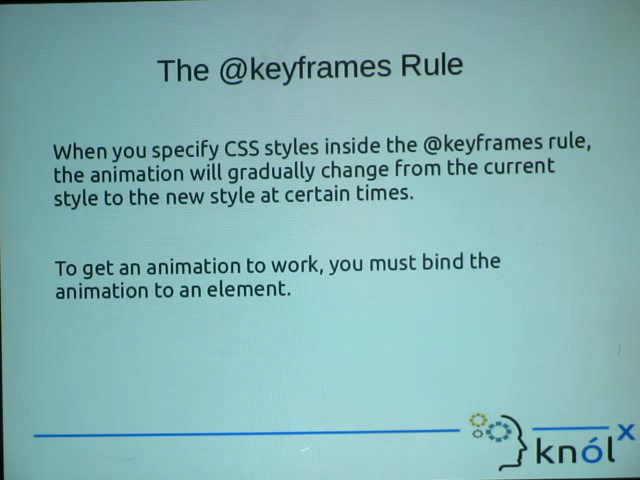 The @keyframes Rule
When you specify CSS styles inside the @keyframes rule,
the animation will gradually change from the current
style to the new style at certain times.
To get an animation to work, you must bind the
animation to an element.
knólx